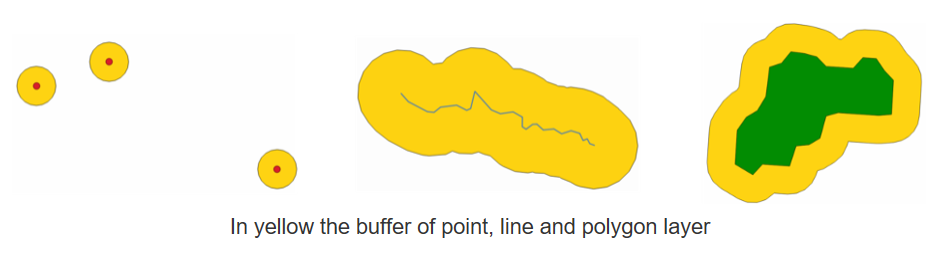 In yellow the buffer of point, line and polygon layer